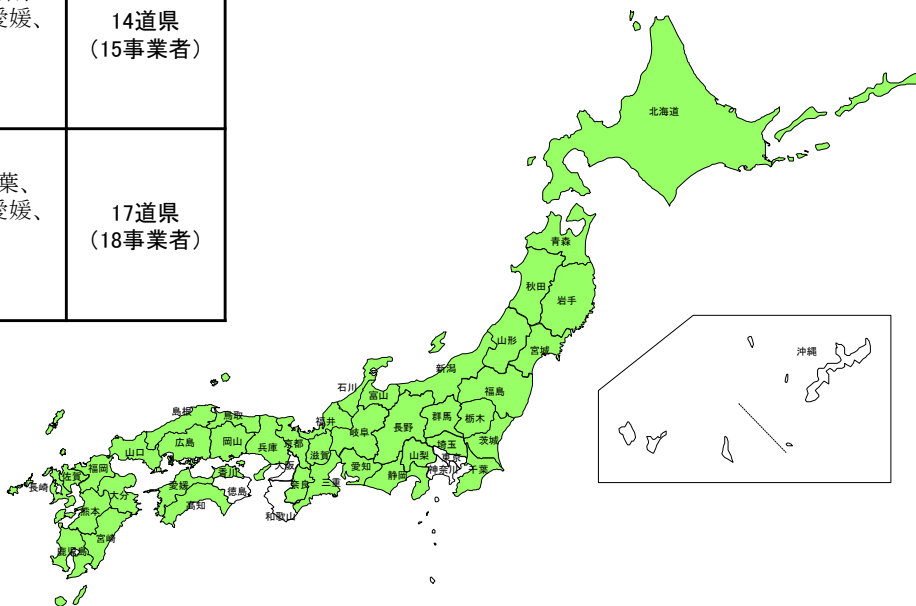 愛媛、
14道県
（15事業者）
葉、
愛媛、
17道県
（18事業者）
北海道
青森
秋田
岩手
山形
宮城
新潟
福島
石川
富山
群馬
栃木
茨城
長野
埼玉
東京
山梨
神奈川
千葉
静岡
福井
岐阜
愛知
滋賀
三重
京都
大阪
奈良
和歌山
兵庫
鳥取
島根
岡山
広島
山口
香川
徳島
愛媛
高知
福岡
佐賀
長崎
大分
熊本
宮崎
鹿児島
沖縄